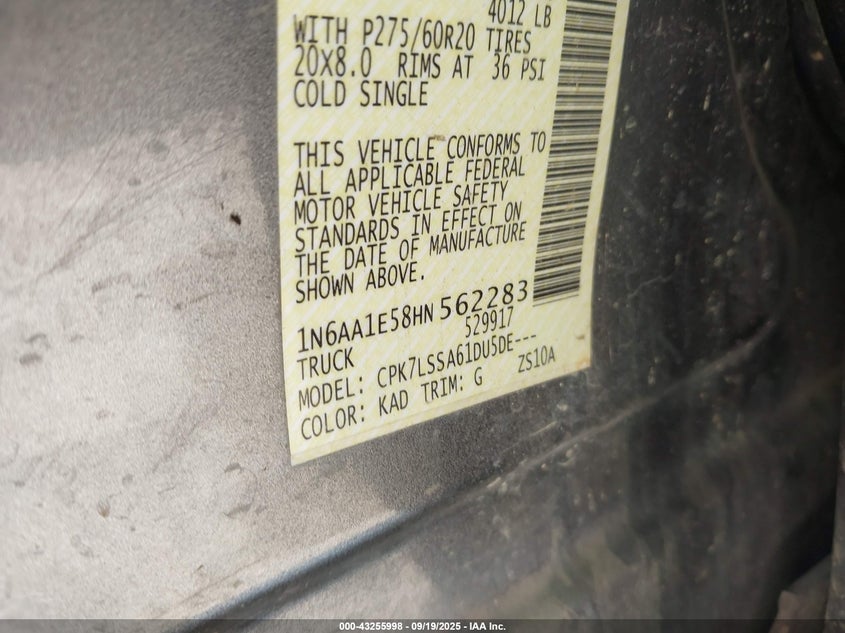 4012 LB
WITH P275/60R20 TIRES
20X8.0 RIMS AT 36 PSI
COLD SINGLE
THIS VEHICLE CONFORMS TO
ALL APPLICABLE FEDERAL
MOTOR VEHICLE SAFETY
STANDARDS IN EFFECT ON
THE DATE OF MANUFACTURE
SHOWN ABOVE.
1N6AA1E58HN562283
529917
TRUCK
MODEL: CPK7LSSA61DU5DE---
COLOR: KAD TRIM: G ZS10A
000-43255998 - 09/19/2025 - IAA Inc.